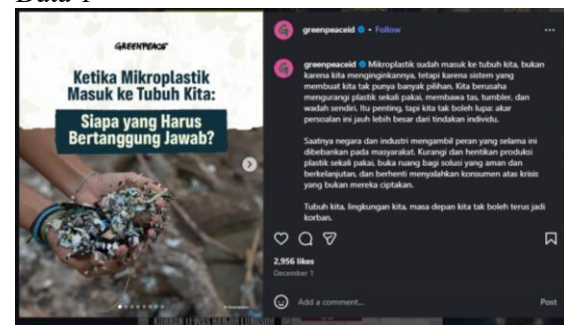 Data 1
GREENPEACE
Ketika Mikroplastik
Masuk ke Tubuh Kita:
Siapa yang Harus
Bertanggung Jawab?
greenpeaceid • Follow
greenpeaceid Mikroplastik sudah masuk ke tubuh kita, bukan
karena kita menginginkannya, tetapi karena sistem yang
membuat kita tak punya banyak pilihan. Kita berusaha
mengurangi plastik sekali pakai, membawa tas, tumbler, dan
wadah sendiri. Itu penting, tapi kita tak boleh lupa: akar
persoalan ini jauh lebih besar dari tindakan individu.
Saatnya negara dan industri mengambil peran yang selama ini
dibebankan pada masyarakat. Kurangi dan hentikan produksi
plastik sekali pakai, buka ruang bagi solusi yang aman dan
berkelanjutan, dan berhenti menyalahkan konsumen atas krisis
yang bukan mereka ciptakan.
Tubuh kita, lingkungan kita, masa depan kita tak boleh terus jadi
korban.
2,956 likes
December 1
Add a comment...
Post